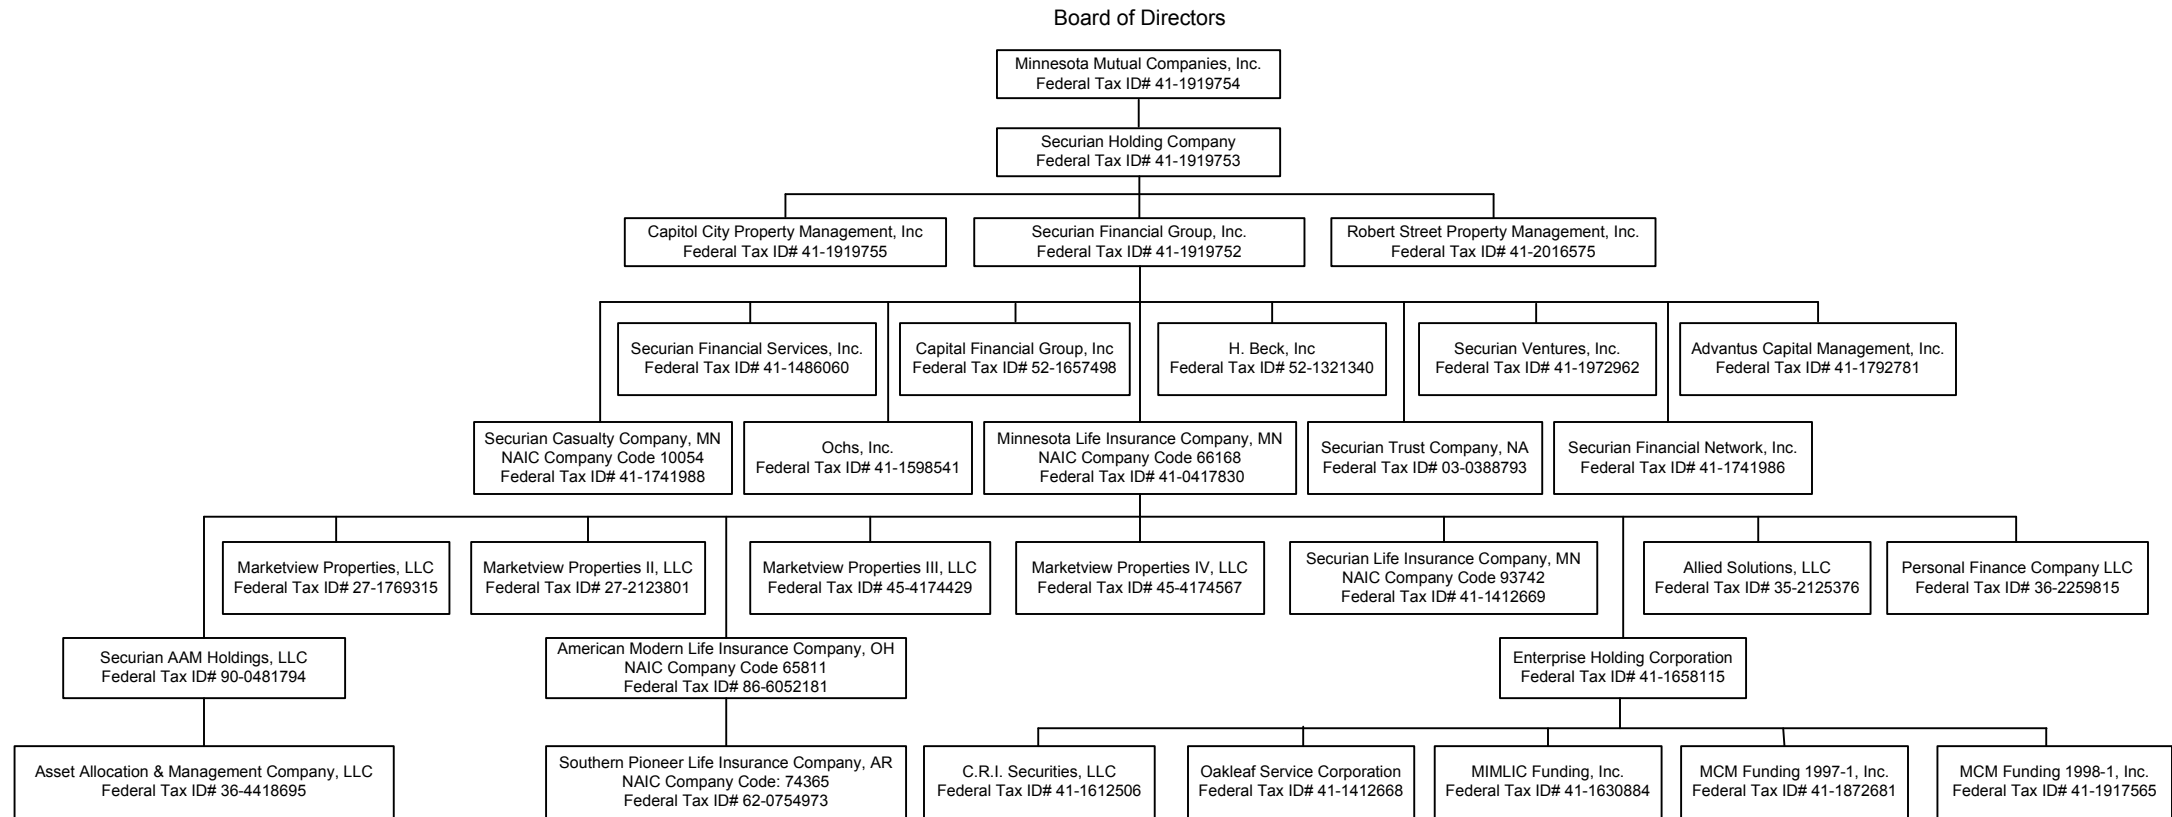 Board of Directors
Minnesota Mutual Companies, Inc.
Federal Tax ID# 41-1919754
Securian Holding Company
Federal Tax ID# 41-1919753
Capitol City Property Management, Inc
Federal Tax ID# 41-1919755
Securian Financial Group, Inc.
Federal Tax ID# 41-1919752
Robert Street Property Management, Inc.
Federal Tax ID# 41-2016575
Securian Financial Services, Inc.
Federal Tax ID# 41-1486060
Capital Financial Group, Inc
Federal Tax ID# 52-1657498
H. Beck, Inc
Federal Tax ID# 52-1321340
Securian Ventures, Inc.
Federal Tax ID# 41-1972962
Advantus Capital Management, Inc.
Federal Tax ID# 41-1792781
Securian Casualty Company, MN
NAIC Company Code 10054
Federal Tax ID# 41-1741988
Ochs, Inc.
Federal Tax ID# 41-1598541
Minnesota Life Insurance Company, MN
NAIC Company Code 66168
Federal Tax ID# 41-0417830
Securian Trust Company, NA
Federal Tax ID# 03-0388793
Securian Financial Network, Inc.
Federal Tax ID# 41-1741986
Marketview Properties, LLC
Federal Tax ID# 27-1769315
Marketview Properties II, LLC
Federal Tax ID# 27-2123801
Marketview Properties III, LLC
Federal Tax ID# 45-4174429
Marketview Properties IV, LLC
Federal Tax ID# 45-4174567
Securian Life Insurance Company, MN
NAIC Company Code 93742
Federal Tax ID# 41-1412669
Allied Solutions, LLC
Federal Tax ID# 35-2125376
Personal Finance Company LLC
Federal Tax ID# 36-2259815
Securian AAM Holdings, LLC
Federal Tax ID# 90-0481794
American Modern Life Insurance Company, OH
NAIC Company Code 65811
Federal Tax ID# 86-6052181
Enterprise Holding Corporation
Federal Tax ID# 41-1658115
Asset Allocation & Management Company, LLC
Federal Tax ID# 36-4418695
Southern Pioneer Life Insurance Company, AR
NAIC Company Code: 74365
Federal Tax ID# 62-0754973
C.R.I. Securities, LLC
Federal Tax ID# 41-1612506
Oakleaf Service Corporation
Federal Tax ID# 41-1412668
MIMLIC Funding, Inc.
Federal Tax ID# 41-1630884
MCM Funding 1997-1, Inc.
Federal Tax ID# 41-1872681
MCM Funding 1998-1, Inc.
Federal Tax ID# 41-1917565